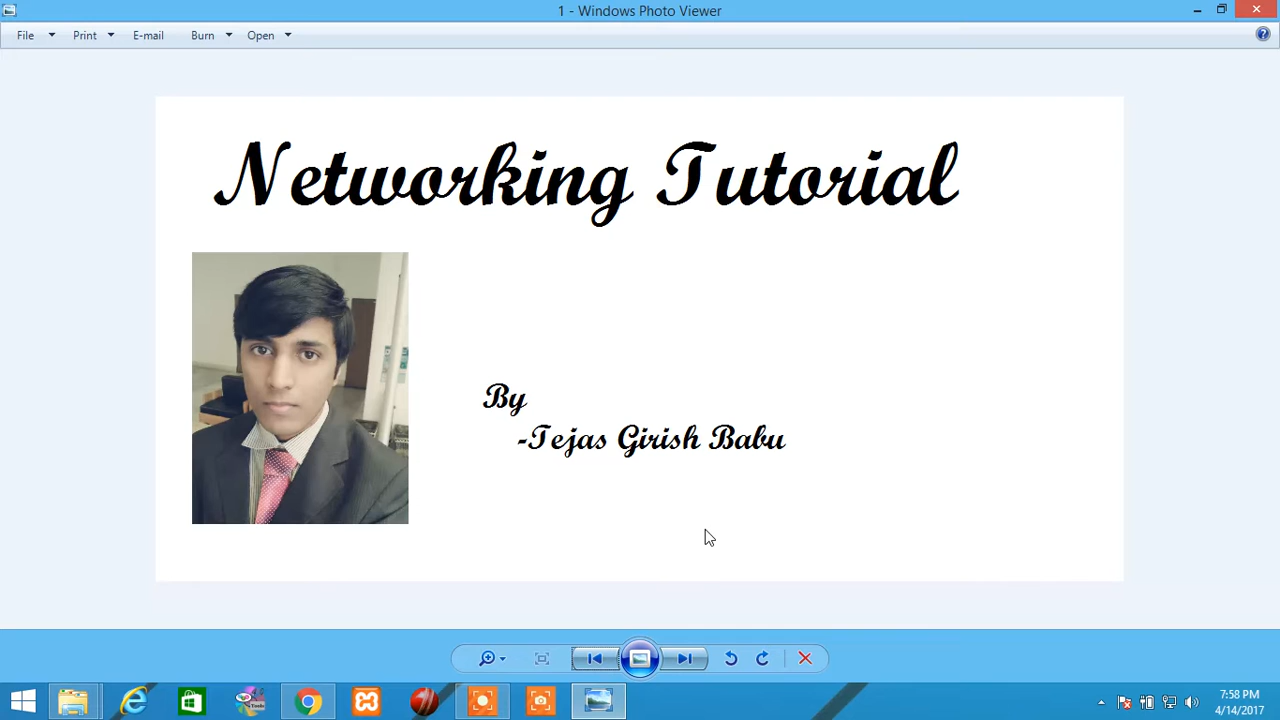 1 - Windows Photo Viewer
File Print E-mail Burn Open
Networking Tutorial
By
-Tejas Girish Babu
7:58 PM
4/14/2017